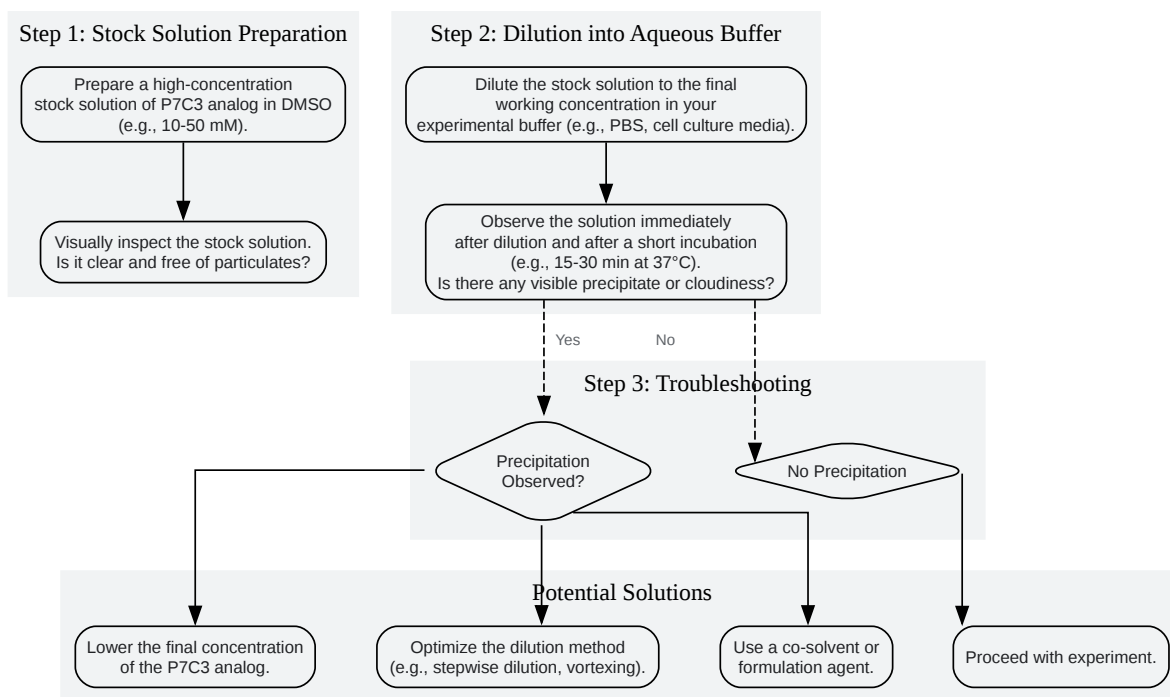 Step 1: Stock Solution Preparation
Prepare a high-concentration
stock solution of P7C3 analog in DMSO
(e.g., 10-50 mM).
Visually inspect the stock solution.
Is it clear and free of particulates?
Step 2: Dilution into Aqueous Buffer
Dilute the stock solution to the final
working concentration in your
experimental buffer (e.g., PBS, cell culture media).
Observe the solution immediately
after dilution and after a short incubation
(e.g., 15-30 min at 37°C).
Is there any visible precipitate or cloudiness?
Yes
No
Step 3: Troubleshooting
Precipitation
Observed?
No Precipitation
Potential Solutions
Lower the final concentration
of the P7C3 analog.
Optimize the dilution method
(e.g., stepwise dilution, vortexing).
Use a co-solvent or
formulation agent.
Proceed with experiment.